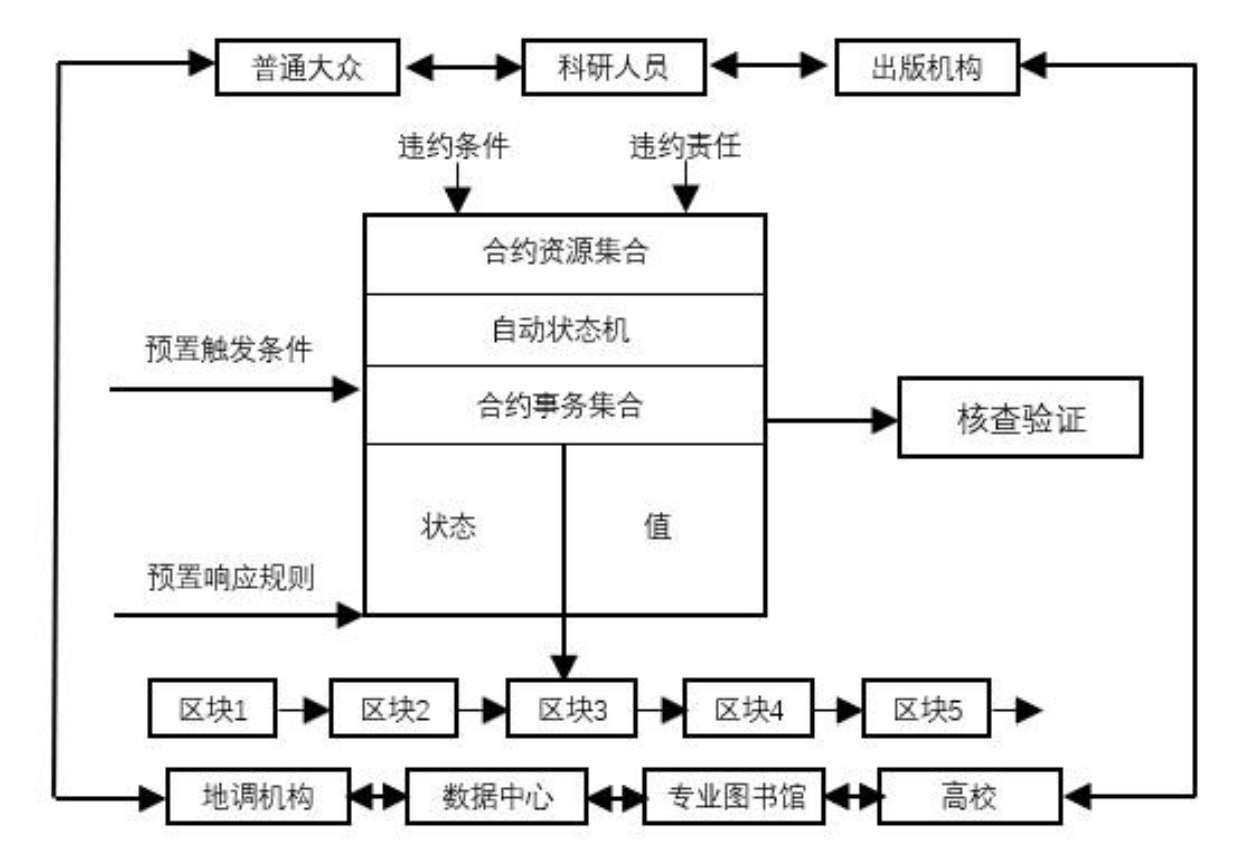 普通大众
科研人员
出版机构
违约条件
违约责任
合约资源集合
自动状态机
预置触发条件
合约事务集合
核查验证
状态
值
预置响应规则
区块1
区块2
区块3
区块4
区块5
地调机构
数据中心
专业图书馆
高校